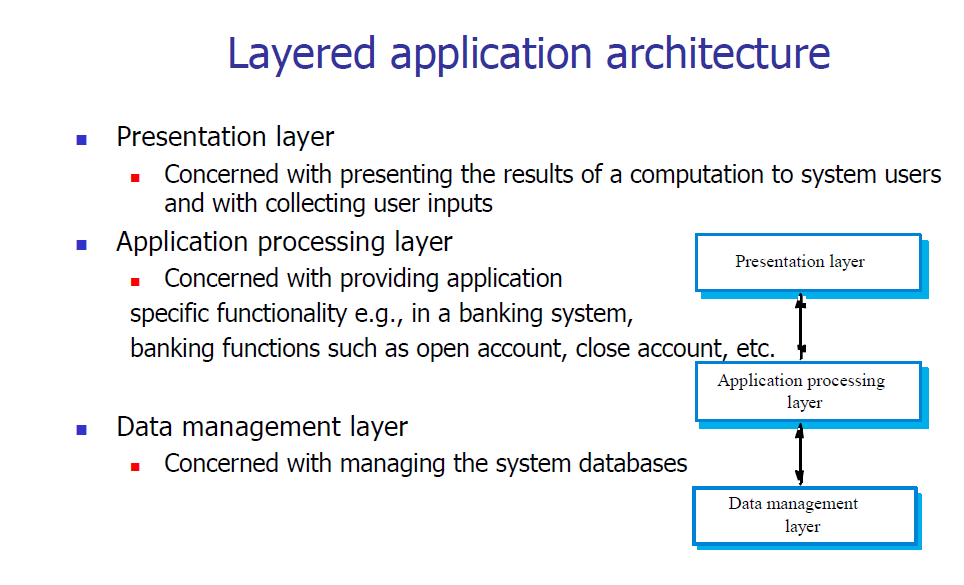 Layered application architecture
Presentation layer
Concerned with presenting the results of a computation to system users
and with collecting user inputs
Application processing layer
Concerned with providing application
specific functionality e.g., in a banking system,
banking functions such as open account, close account, etc.
Data management layer
Concerned with managing the system databases
Presentation layer
Application processing
layer
Data management
layer